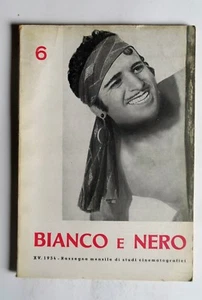 6
BIANCO E NERO
XV. 1954 - Rassegna mensile di studi cinematografici